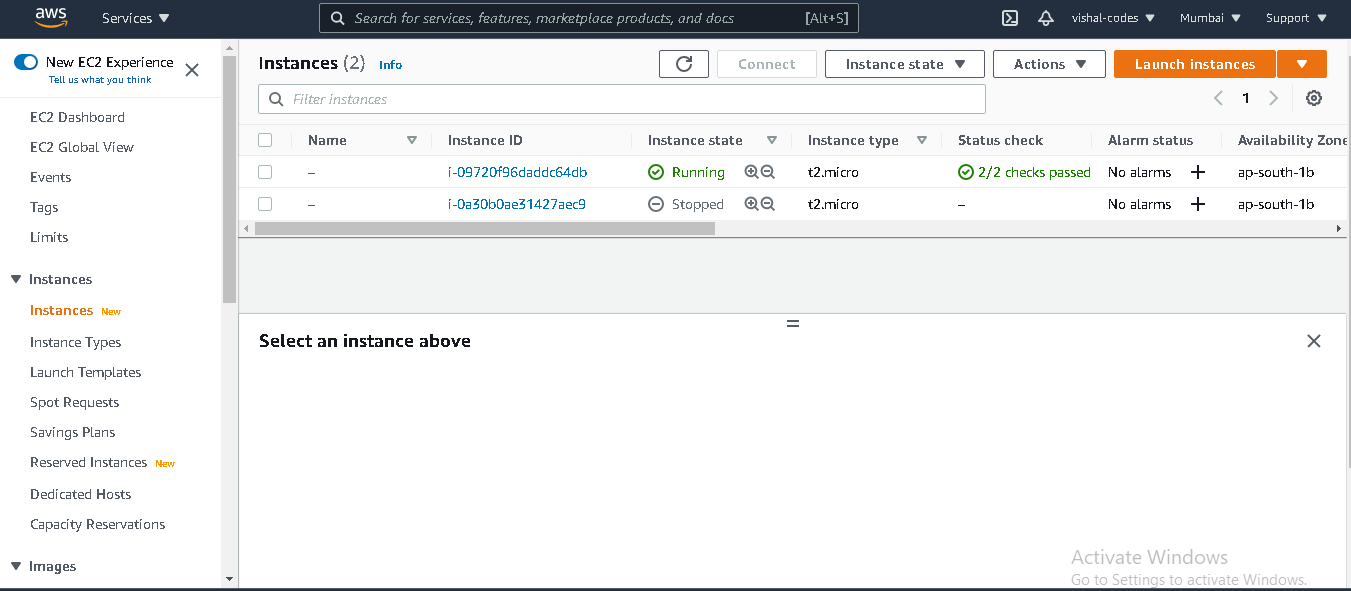 aws Services Search for services, features, marketplace products, and docs [Alt+S] vishal-codes Mumbai Support
New EC2 Experience
Tell us what you think
EC2 Dashboard
EC2 Global View
Events
Tags
Limits
Instances
Instances New
Instance Types
Launch Templates
Spot Requests
Savings Plans
Reserved Instances New
Dedicated Hosts
Capacity Reservations
Images
Instances (2) Info Connect Instance state Actions Launch instances
Filter instances 1
Name Instance ID Instance state Instance type Status check Alarm status Availability Zone
– i-09720f96daddc64db Running t2.micro 2/2 checks passed No alarms + ap-south-1b
– i-0a30b0ae31427aec9 Stopped t2.micro – No alarms + ap-south-1b
Select an instance above
Activate Windows
Go to Settings to activate Windows.